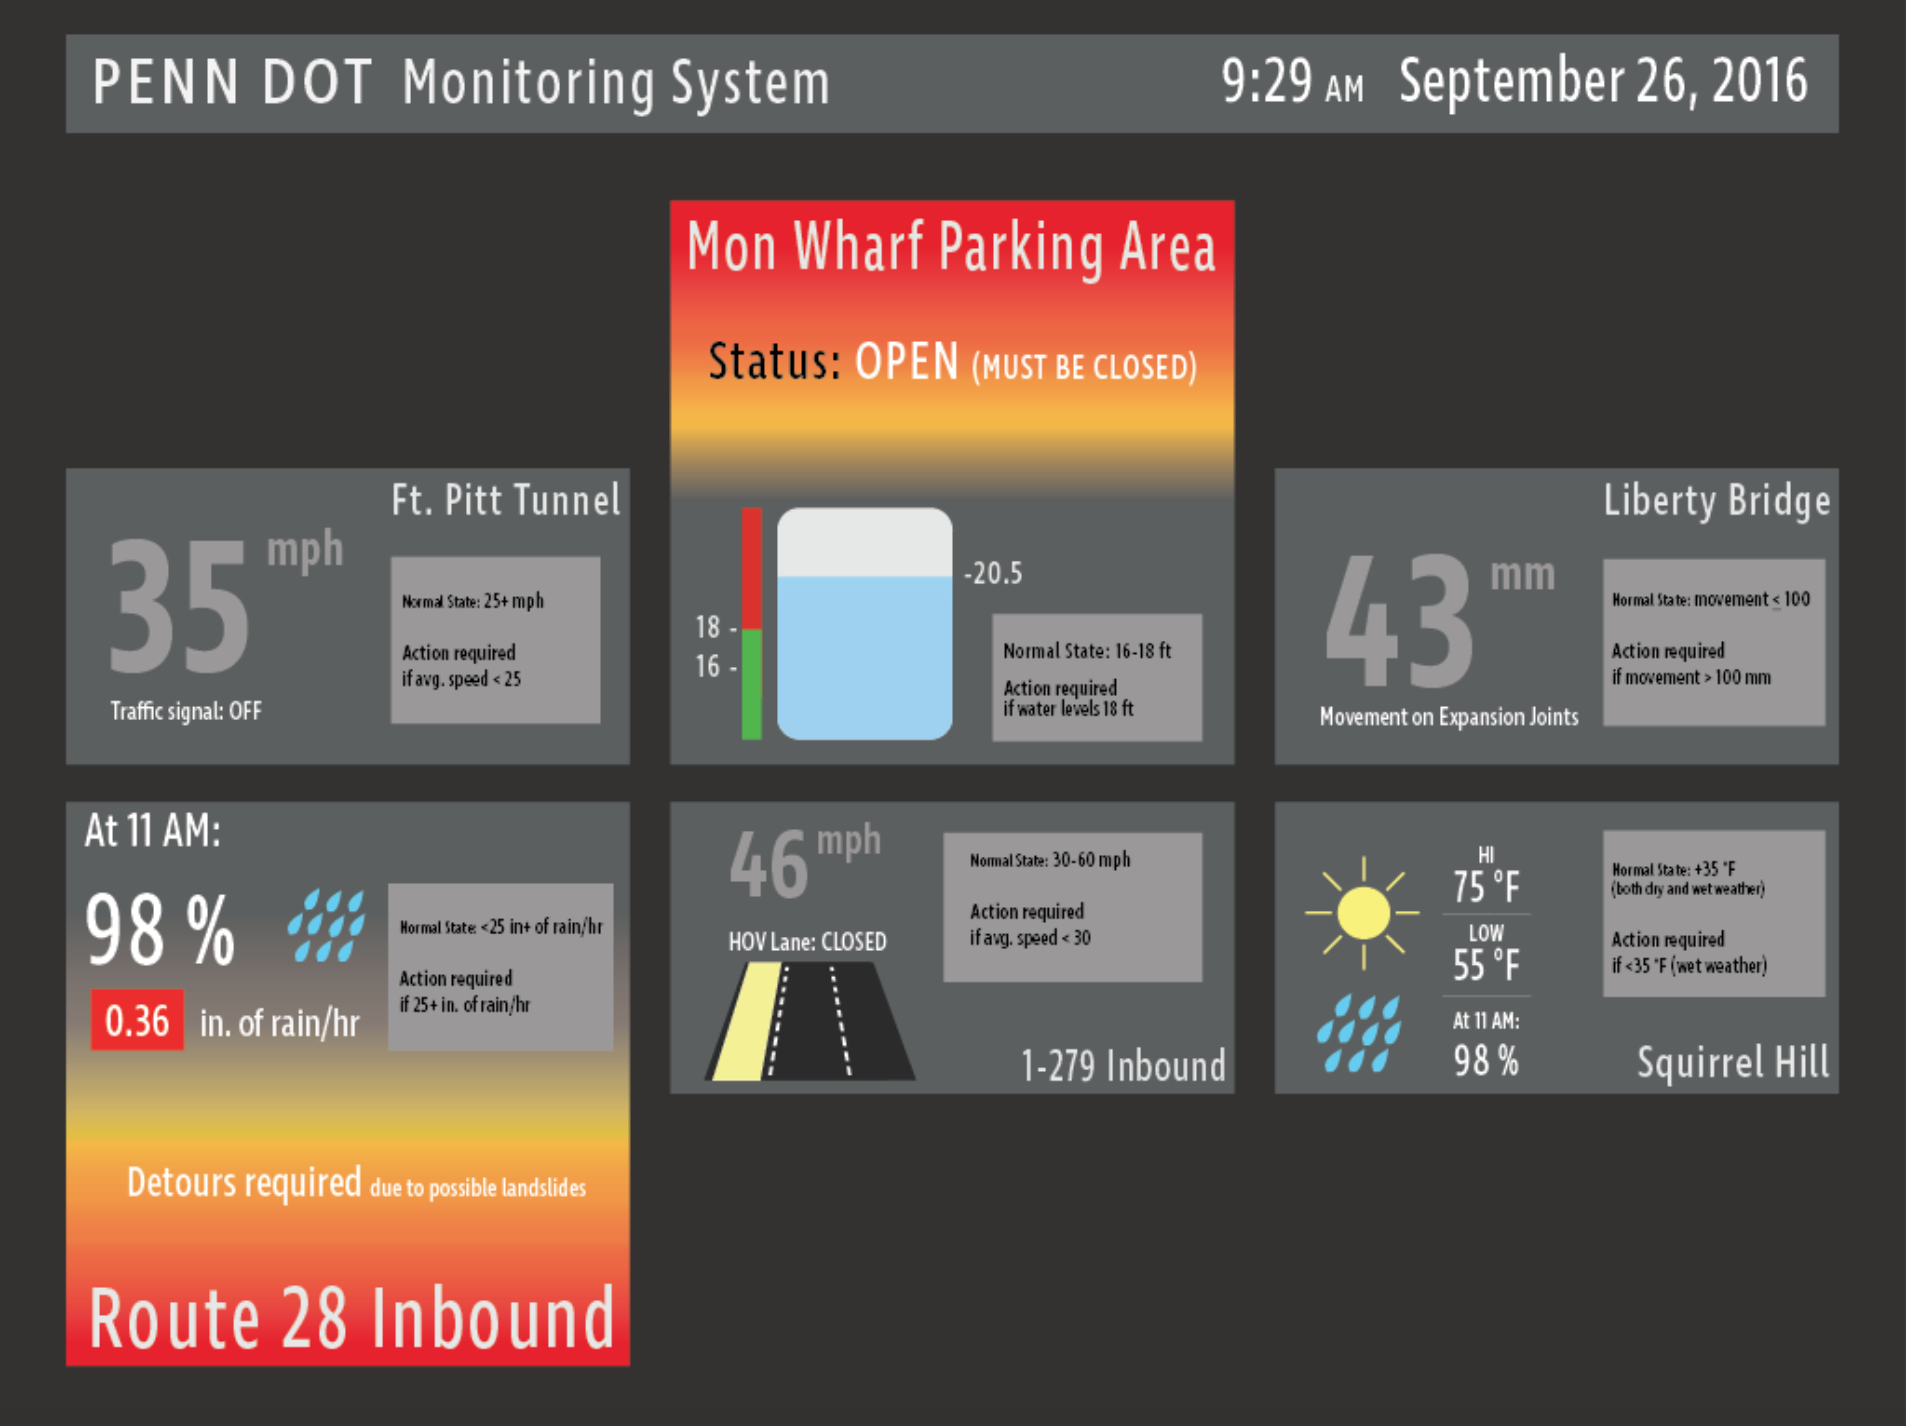 PENN DOT Monitoring System
9:29 AM September 26, 2016
Mon Wharf Parking Area
Status: OPEN (MUST BE CLOSED)
-20.5
18 -
16 -
Normal State: 16-18 ft
Action required
if water levels 18 ft
Ft. Pitt Tunnel
35 mph
Traffic signal: OFF
Normal State: 25+ mph
Action required
if avg. speed < 25
Liberty Bridge
43 mm
Movement on Expansion Joints
Normal State: movement ≤ 100
Action required
if movement > 100 mm
At 11 AM:
98 %
0.36 in. of rain/hr
Normal State: <25 in+ of rain/hr
Action required
if 25+ in. of rain/hr
Detours required due to possible landslides
Route 28 Inbound
46 mph
HOV Lane: CLOSED
Normal State: 30-60 mph
Action required
if avg. speed < 30
1-279 Inbound
HI
75 °F
LOW
55 °F
At 11 AM:
98 %
Normal State: +35 °F
(both dry and wet weather)
Action required
if <35 °F (wet weather)
Squirrel Hill